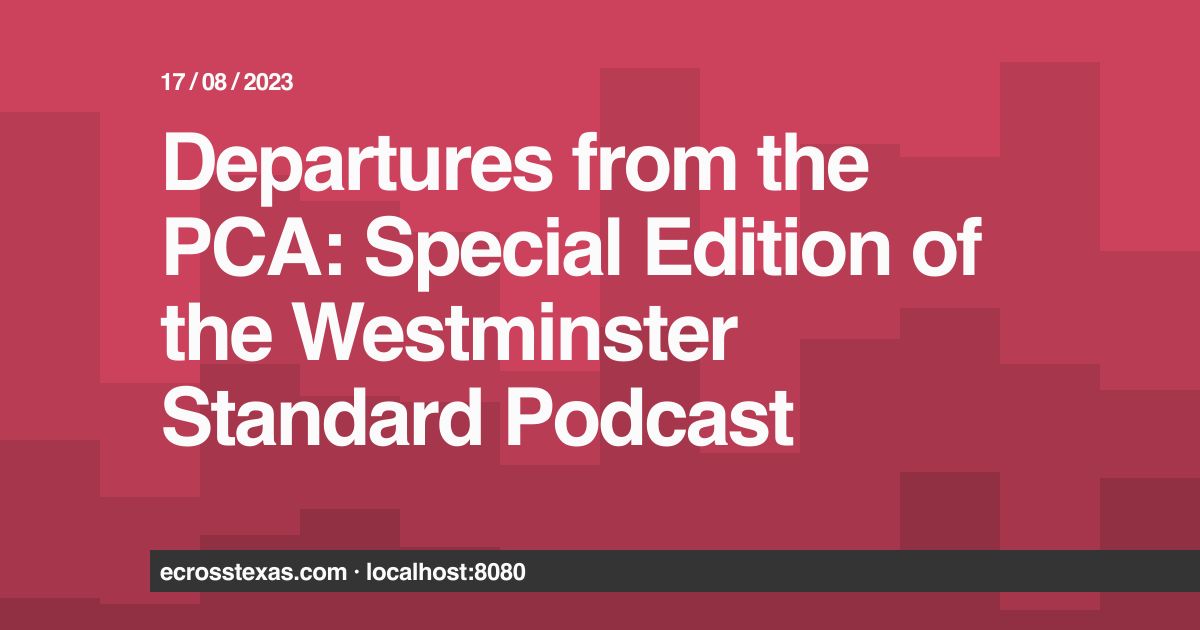 17 / 08 / 2023
Departures from the
PCA: Special Edition of
the Westminster
Standard Podcast
ecrosstexas.com · localhost:8080